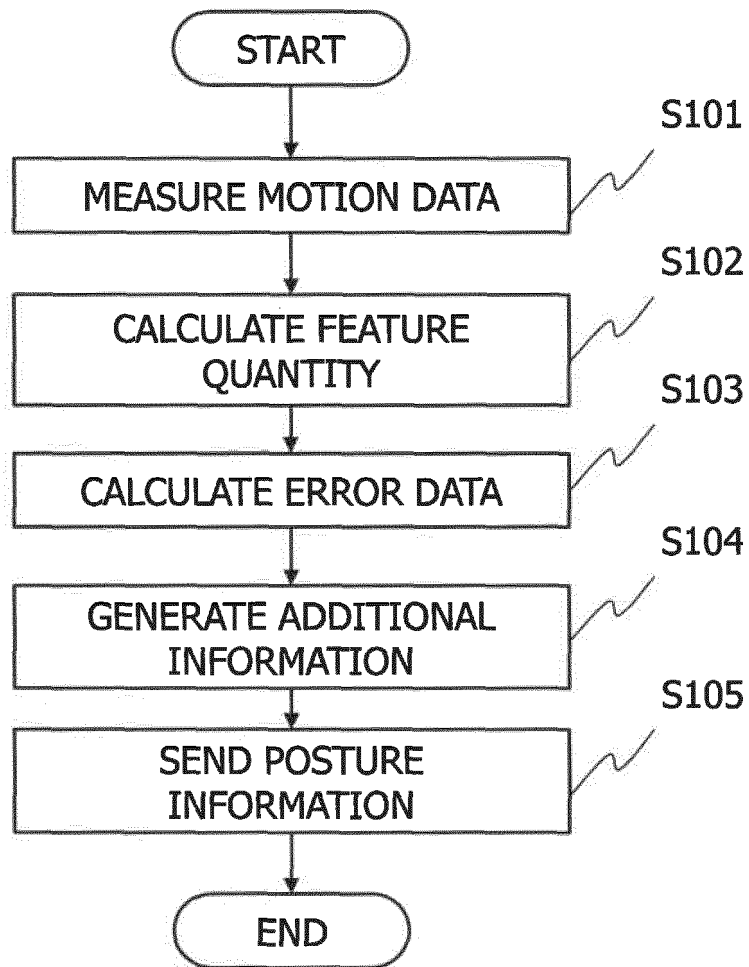 START
S101
MEASURE MOTION DATA
S102
CALCULATE FEATURE
QUANTITY
S103
CALCULATE ERROR DATA
S104
GENERATE ADDITIONAL
INFORMATION
S105
SEND POSTURE
INFORMATION
END